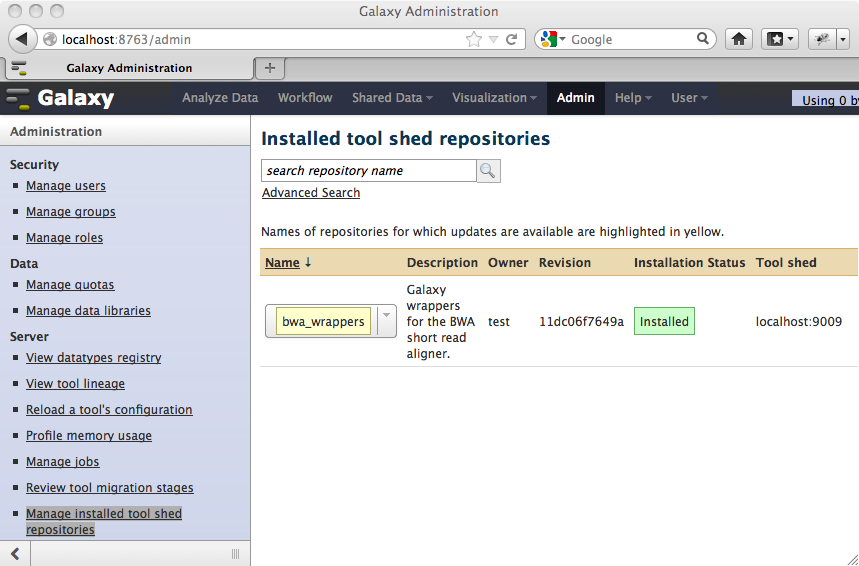 Galaxy Administration
localhost:8763/admin
Google
Galaxy Administration
Galaxy
Analyze Data Workflow Shared Data Visualization Admin Help User Using 0 by
Administration
Security
Manage users
Manage groups
Manage roles
Data
Manage quotas
Manage data libraries
Server
View datatypes registry
View tool lineage
Reload a tool's configuration
Profile memory usage
Manage jobs
Review tool migration stages
Manage installed tool shed
repositories
Installed tool shed repositories
search repository name
Advanced Search
Names of repositories for which updates are available are highlighted in yellow.
Name ↓ Description Owner Revision Installation Status Tool shed
Galaxy
wrappers
bwa_wrappers for the BWA test 11dc06f7649a Installed localhost:9009
short read
aligner.